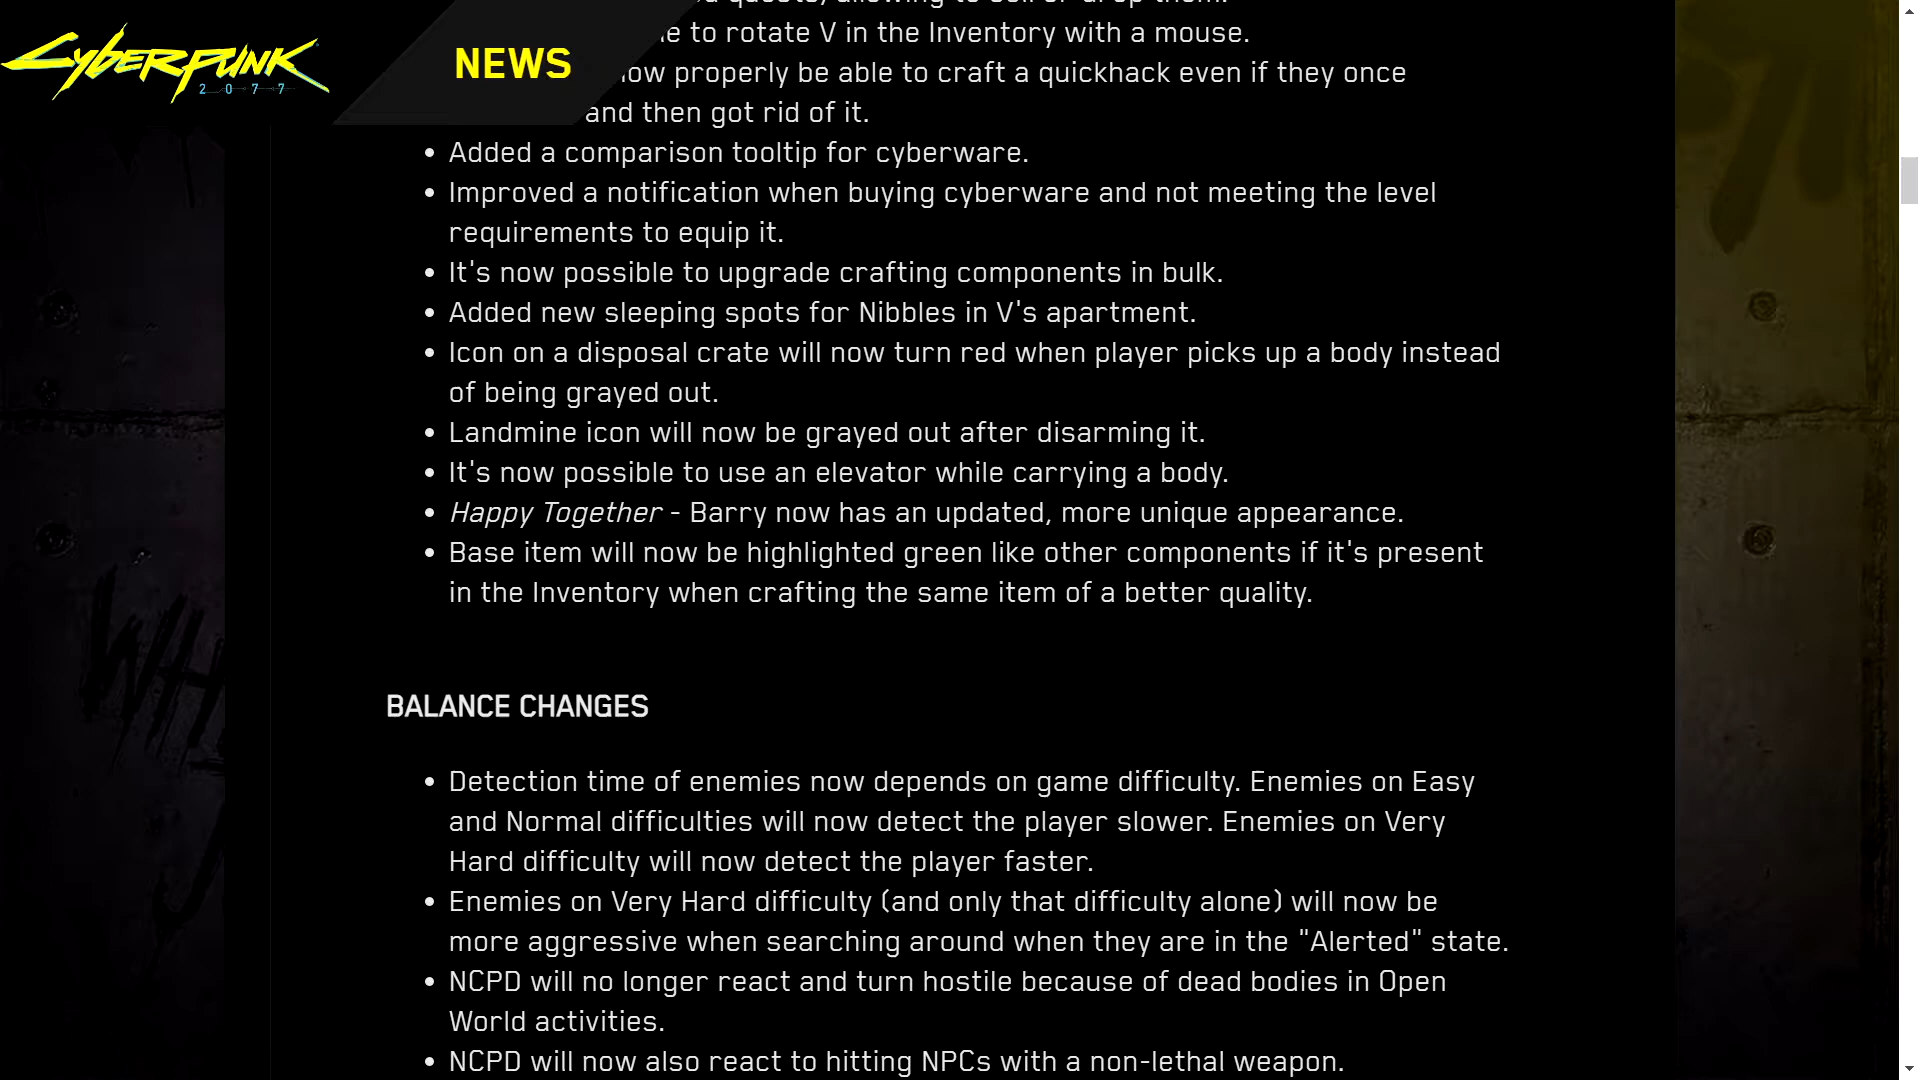 CYBERPUNK
2077
NEWS
to rotate V in the Inventory with a mouse.
now properly be able to craft a quickhack even if they once
and then got rid of it.
• Added a comparison tooltip for cyberware.
• Improved a notification when buying cyberware and not meeting the level
requirements to equip it.
• It's now possible to upgrade crafting components in bulk.
• Added new sleeping spots for Nibbles in V's apartment.
• Icon on a disposal crate will now turn red when player picks up a body instead
of being grayed out.
• Landmine icon will now be grayed out after disarming it.
• It's now possible to use an elevator while carrying a body.
• Happy Together - Barry now has an updated, more unique appearance.
• Base item will now be highlighted green like other components if it's present
in the Inventory when crafting the same item of a better quality.
BALANCE CHANGES
• Detection time of enemies now depends on game difficulty. Enemies on Easy
and Normal difficulties will now detect the player slower. Enemies on Very
Hard difficulty will now detect the player faster.
• Enemies on Very Hard difficulty (and only that difficulty alone) will now be
more aggressive when searching around when they are in the "Alerted" state.
• NCPD will no longer react and turn hostile because of dead bodies in Open
World activities.
• NCPD will now also react to hitting NPCs with a non-lethal weapon.